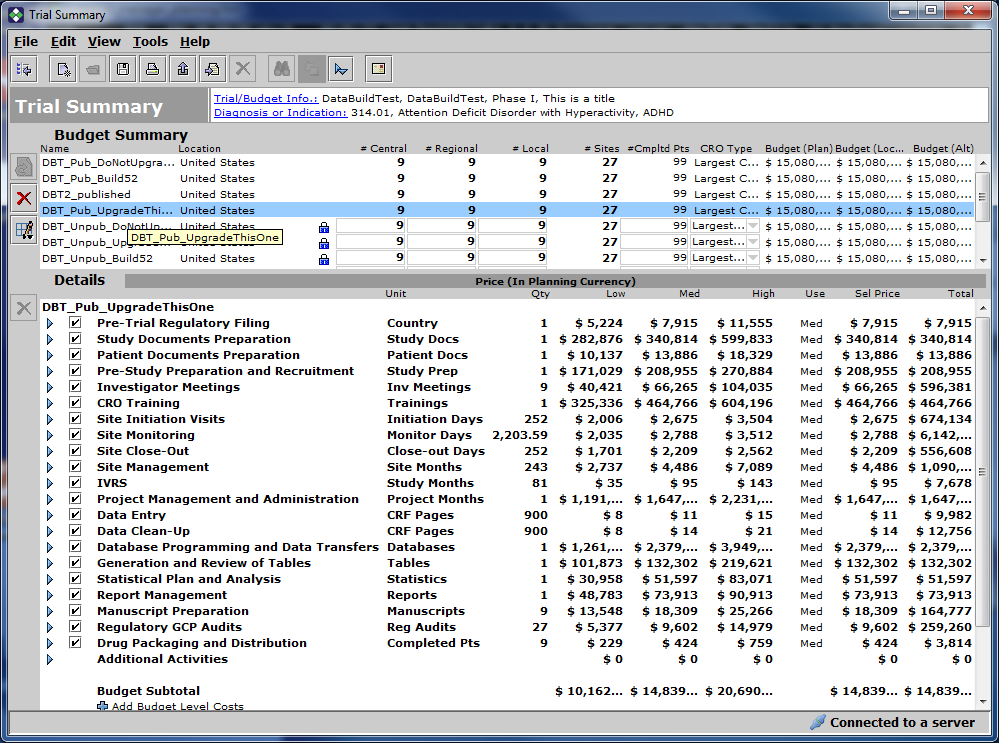 Trial Summary
File Edit View Tools Help
Trial Summary
Trial/Budget Info.: DataBuildTest, DataBuildTest, Phase I, This is a title
Diagnosis or Indication: 314.01, Attention Deficit Disorder with Hyperactivity, ADHD
Budget Summary
Name Location # Central # Regional # Local # Sites #Cmpltd Pts CRO Type Budget (Plan) Budget (Loc... Budget (Alt)
DBT_Pub_DoNotUpgra... United States 9 9 9 27 99 Largest C... $ 15,080,... $ 15,080,... $ 15,080,...
DBT_Pub_Build52 United States 9 9 9 27 99 Largest C... $ 15,080,... $ 15,080,... $ 15,080,...
DBT2_published United States 9 9 9 27 99 Largest C... $ 15,080,... $ 15,080,... $ 15,080,...
DBT_Pub_UpgradeThi... United States 9 9 9 27 99 Largest C... $ 15,080,... $ 15,080,... $ 15,080,...
DBT_Unpub_DoNotUp... United States 9 9 9 27 99 Largest... $ 15,080,... $ 15,080,... $ 15,080,...
DBT_Pub_UpgradeThisOne
DBT_Unpub_Upg 9 9 9 27 99 Largest... $ 15,080,... $ 15,080,... $ 15,080,...
DBT_Unpub_Build52 United States 9 9 9 27 99 Largest... $ 15,080,... $ 15,080,... $ 15,080,...
Details Price (In Planning Currency)
Unit Qty Low Med High Use Sel Price Total
DBT_Pub_UpgradeThisOne
Pre-Trial Regulatory Filing Country 1 $ 5,224 $ 7,915 $ 11,555 Med $ 7,915 $ 7,915
Study Documents Preparation Study Docs 1 $ 282,876 $ 340,814 $ 599,833 Med $ 340,814 $ 340,814
Patient Documents Preparation Patient Docs 1 $ 10,137 $ 13,886 $ 18,329 Med $ 13,886 $ 13,886
Pre-Study Preparation and Recruitment Study Prep 1 $ 171,029 $ 208,955 $ 270,884 Med $ 208,955 $ 208,955
Investigator Meetings Inv Meetings 9 $ 40,421 $ 66,265 $ 104,035 Med $ 66,265 $ 596,381
CRO Training Trainings 1 $ 325,336 $ 464,766 $ 604,196 Med $ 464,766 $ 464,766
Site Initiation Visits Initiation Days 252 $ 2,006 $ 2,675 $ 3,504 Med $ 2,675 $ 674,134
Site Monitoring Monitor Days 2,203.59 $ 2,035 $ 2,788 $ 3,512 Med $ 2,788 $ 6,142,...
Site Close-Out Close-out Days 252 $ 1,701 $ 2,209 $ 2,562 Med $ 2,209 $ 556,608
Site Management Site Months 243 $ 2,737 $ 4,486 $ 7,089 Med $ 4,486 $ 1,090,...
IVRS Study Months 81 $ 35 $ 95 $ 143 Med $ 95 $ 7,678
Project Management and Administration Project Months 1 $ 1,191,... $ 1,647,... $ 2,231,... Med $ 1,647,... $ 1,647,...
Data Entry CRF Pages 900 $ 8 $ 11 $ 15 Med $ 11 $ 9,982
Data Clean-Up CRF Pages 900 $ 8 $ 14 $ 21 Med $ 14 $ 12,756
Database Programming and Data Transfers Databases 1 $ 1,261,... $ 2,379,... $ 3,949,... Med $ 2,379,... $ 2,379,...
Generation and Review of Tables Tables 1 $ 101,873 $ 132,302 $ 219,621 Med $ 132,302 $ 132,302
Statistical Plan and Analysis Statistics 1 $ 30,958 $ 51,597 $ 83,071 Med $ 51,597 $ 51,597
Report Management Reports 1 $ 48,783 $ 73,913 $ 90,913 Med $ 73,913 $ 73,913
Manuscript Preparation Manuscripts 9 $ 13,548 $ 18,309 $ 25,266 Med $ 18,309 $ 164,777
Regulatory GCP Audits Reg Audits 27 $ 5,377 $ 9,602 $ 14,979 Med $ 9,602 $ 259,260
Drug Packaging and Distribution Completed Pts 9 $ 229 $ 424 $ 759 Med $ 424 $ 3,814
Additional Activities $ 0 $ 0 $ 0 $ 0 $ 0
Budget Subtotal $ 10,162... $ 14,839... $ 20,690... $ 14,839... $ 14,839...
Add Budget Level Costs
Connected to a server